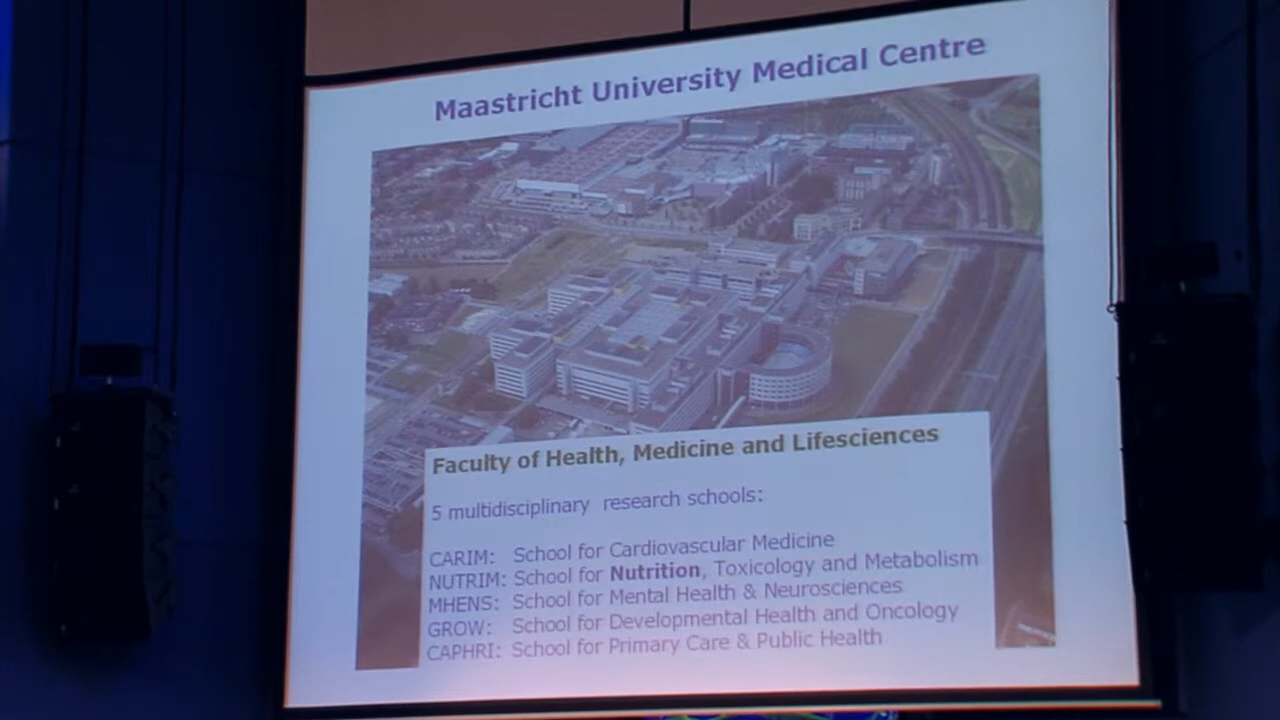 Maastricht University Medical Centre
Faculty of Health, Medicine and Lifesciences
5 multidisciplinary research schools:
CARIM: School for Cardiovascular Medicine
NUTRIM: School for Nutrition, Toxicology and Metabolism
MHENS: School for Mental Health & Neurosciences
GROW: School for Developmental Health and Oncology
CAPHRI: School for Primary Care & Public Health